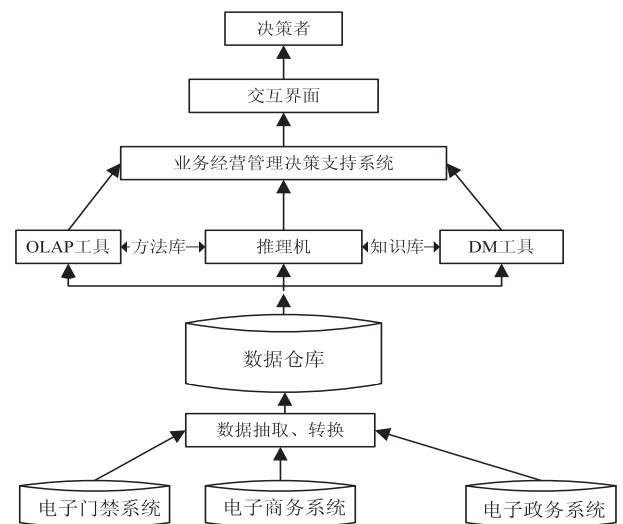 决策者
交互界面
业务经营管理决策支持系统
OLAP工具
方法库
推理机
知识库
DM工具
数据仓库
数据抽取、转换
电子门禁系统
电子商务系统
电子政务系统